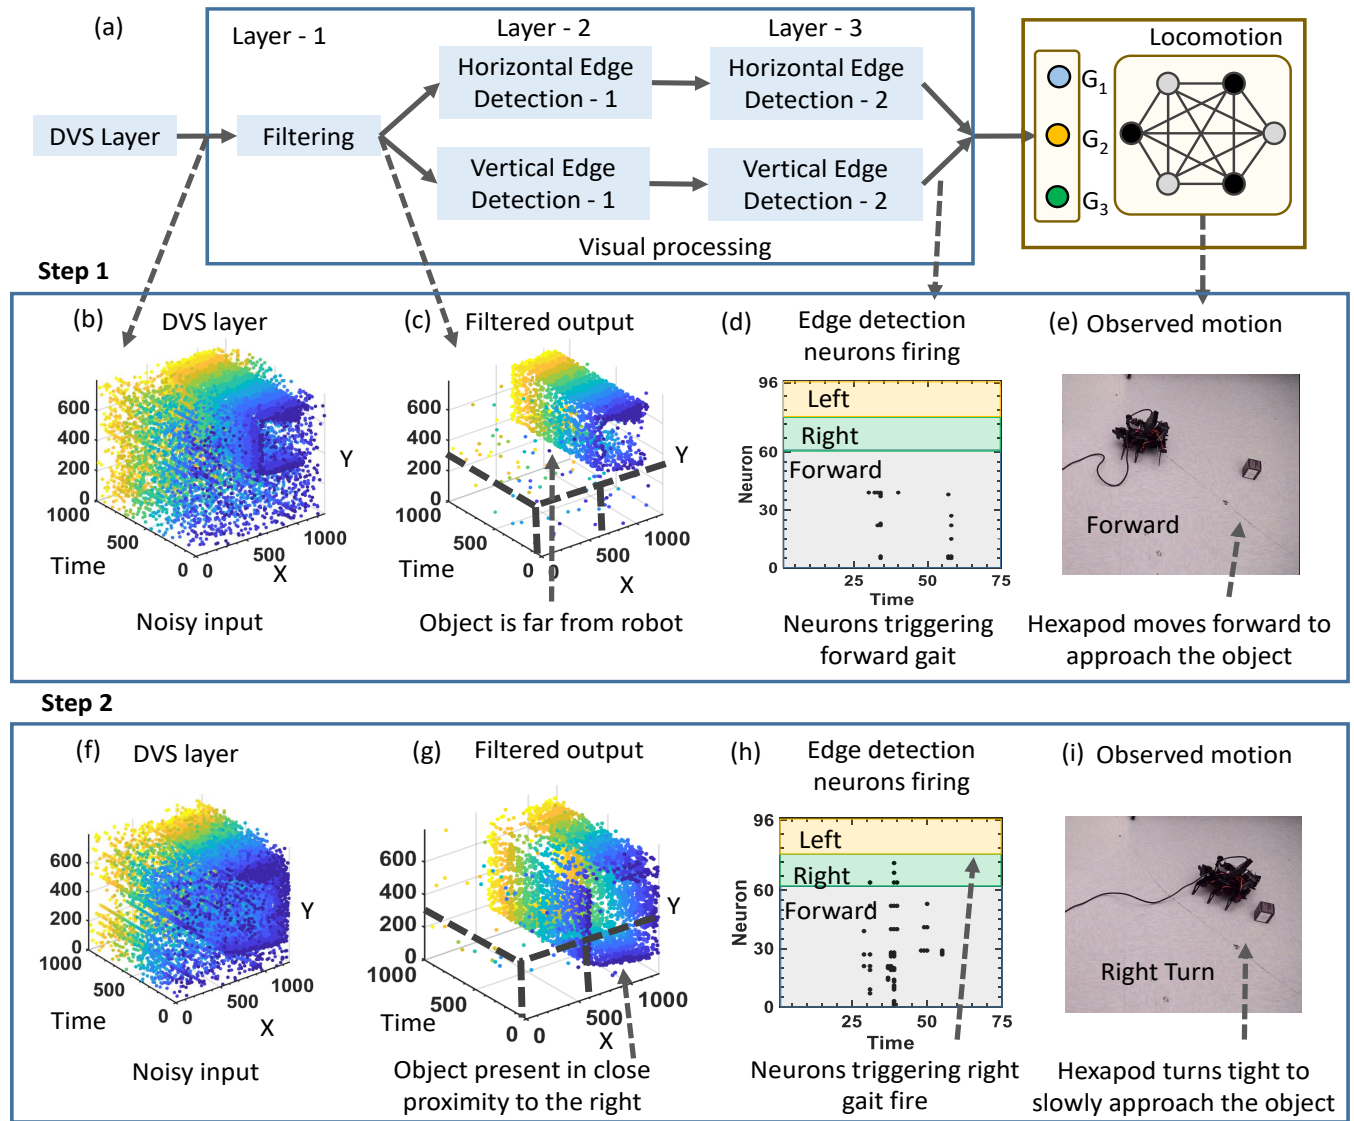 (a)
Layer - 1
Layer - 2
Layer - 3
Locomotion
DVS Layer
Filtering
Horizontal Edge
Detection - 1
Horizontal Edge
Detection - 2
Vertical Edge
Detection - 1
Vertical Edge
Detection - 2
Visual processing
G1
G2
G3
Step 1
(b)
DVS layer
600
400
200
0
1000
500
0
0
500
1000
Time
X
Y
Noisy input
(c)
Filtered output
600
400
200
0
1000
500
0
0
500
1000
Time
X
Y
Object is far from robot
(d)
Edge detection
neurons firing
96
60
30
0
25
50
75
Neuron
Time
Left
Right
Forward
Neurons triggering
forward gait
(e)
Observed motion
Forward
Hexapod moves forward to
approach the object
Step 2
(f)
DVS layer
600
400
200
0
1000
500
0
0
500
1000
Time
X
Y
Noisy input
(g)
Filtered output
600
400
200
0
1000
500
0
0
500
1000
Time
X
Y
Object present in close
proximity to the right
(h)
Edge detection
neurons firing
96
60
30
0
25
50
75
Neuron
Time
Left
Right
Forward
Neurons triggering right
gait fire
(i)
Observed motion
Right Turn
Hexapod turns tight to
slowly approach the object